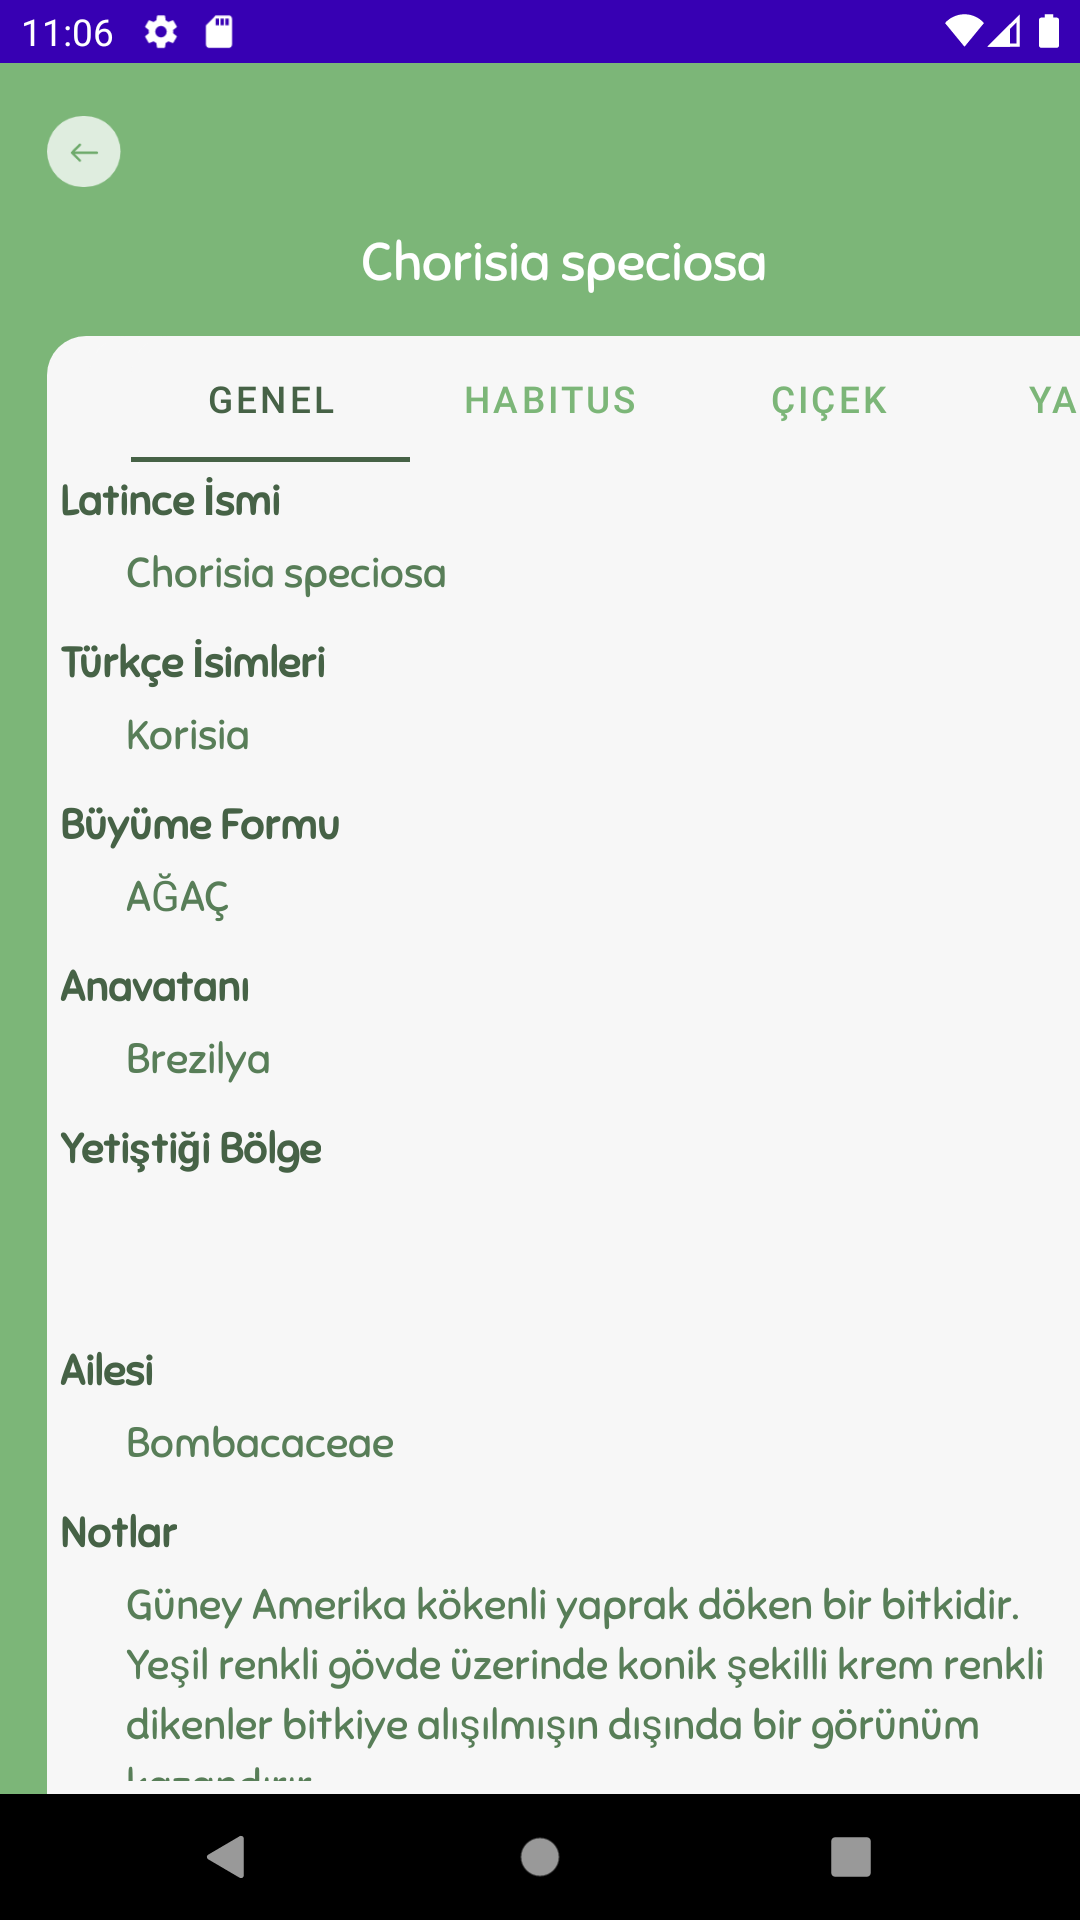 11:06
Chorisia speciosa
GENEL HABITUS ÇIÇEK YA
Latince İsmi
Chorisia speciosa
Türkçe İsimleri
Korisia
Büyüme Formu
AĞAÇ
Anavatanı
Brezilya
Yetiştiği Bölge
Ailesi
Bombacaceae
Notlar
Güney Amerika kökenli yaprak döken bir bitkidir.
Yeşil renkli gövde üzerinde konik şekilli krem renkli
dikenler bitkiye alışılmışın dışında bir görünüm
kazandırır.